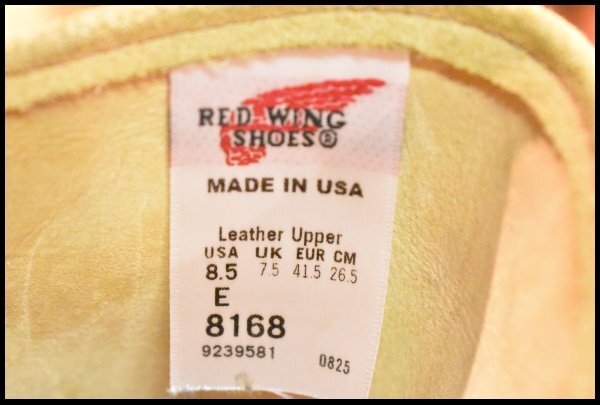 RED WING
SHOES®
MADE IN USA
Leather Upper
USA UK EUR CM
8.5 7.5 41.5 26.5
E
8168
9239581 0825